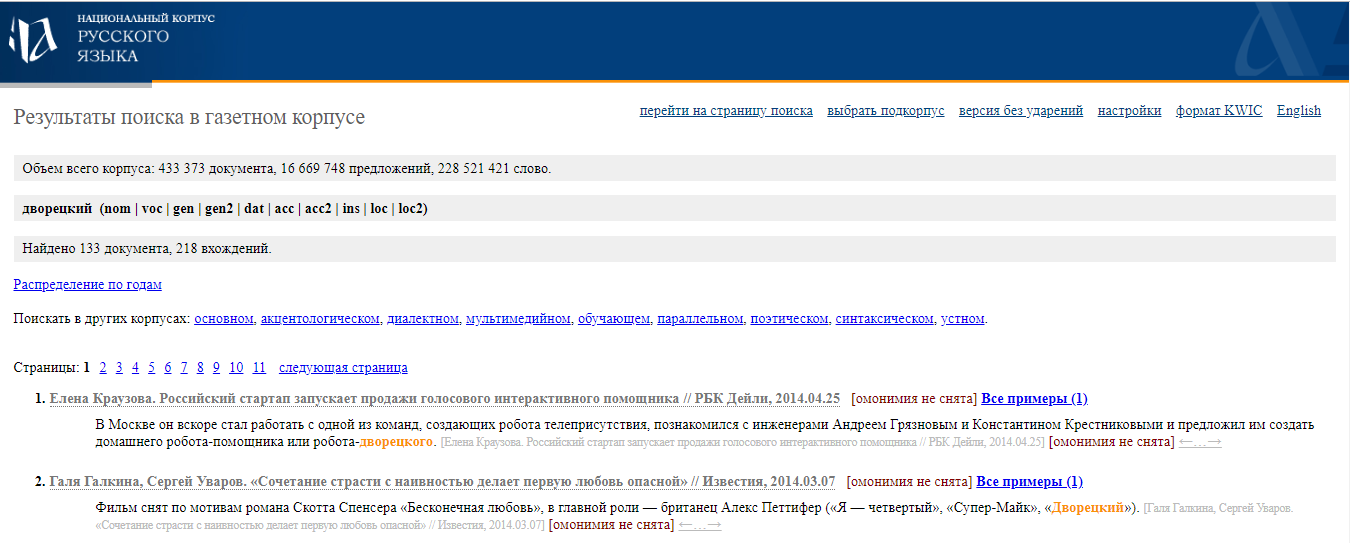 НАЦИОНАЛЬНЫЙ КОРПУС
РУССКОГО
ЯЗЫКА
Результаты поиска в газетном корпусе
перейти на страницу поиска выбрать подкорпус версия без ударений настройки формат KWIC English
Объем всего корпуса: 433 373 документа, 16 669 748 предложений, 228 521 421 слово.
дворецкий (nom | voc | gen | gen2 | dat | acc | acc2 | ins | loc | loc2)
Найдено 133 документа, 218 вхождений.
Распределение по годам
Поискать в других корпусах: основном, акцентологическом, диалектном, мультимедийном, обучающем, параллельном, поэтическом, синтаксическом, устном.
Страницы: 1 2 3 4 5 6 7 8 9 10 11 следующая страница
1. Елена Краузова. Российский стартап запускает продажи голосового интерактивного помощника // РБК Дейли, 2014.04.25 [омонимия не снята] Все примеры (1)
В Москве он вскоре стал работать с одной из команд, создающих робота телеприсутствия, познакомился с инженерами Андреем Грязновым и Константином Крестниковыми и предложил им создать
домашнего робота-помощника или робота-дворецкого. [Елена Краузова. Российский стартап запускает продажи голосового интерактивного помощника // РБК Дейли, 2014.04.25] [омонимия не снята] ←…→
2. Галя Галкина, Сергей Уваров. «Сочетание страсти с наивностью делает первую любовь опасной» // Известия, 2014.03.07 [омонимия не снята] Все примеры (1)
Фильм снят по мотивам романа Скотта Спенсера «Бесконечная любовь», в главной роли — британец Алекс Петтифер («Я — четвертый», «Супер-Майк», «Дворецкий»). [Галя Галкина, Сергей Уваров.
«Сочетание страсти с наивностью делает первую любовь опасной» // Известия, 2014.03.07] [омонимия не снята] ←…→